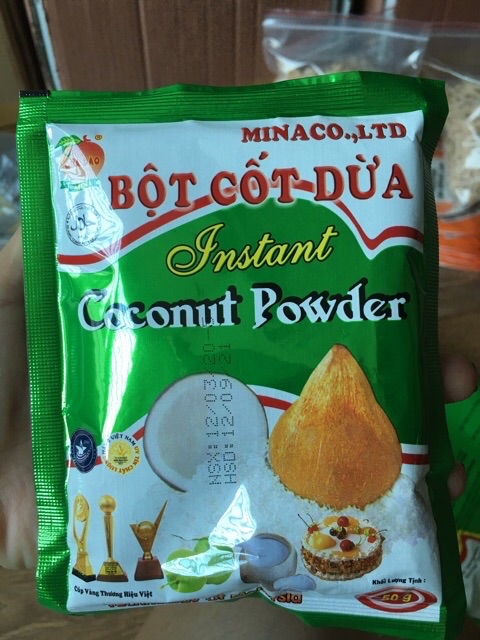 MINACO.,LTD
BỘT CỐT DỪA
Instant
Coconut Powder
NSX:12/03/20
HSD:12/09/21
Cúp Vàng Thương Hiệu Việt
Khối Lượng Tịnh :
50 g